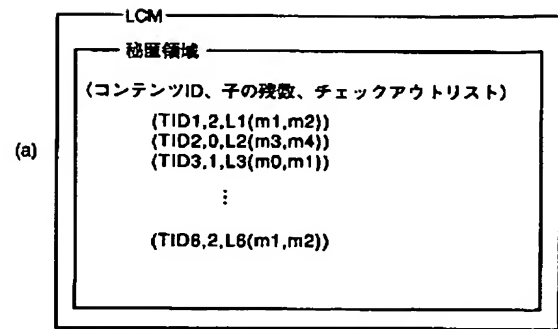 LCM
秘匿領域
(コンテンツID、子の残数、チェックアウトリスト)
(a)
(TID1,2,L1(m1,m2))
(TID2,0,L2(m3,m4))
(TID3,1,L3(m0,m1))
⋮
(TID6,2,L6(m1,m2))